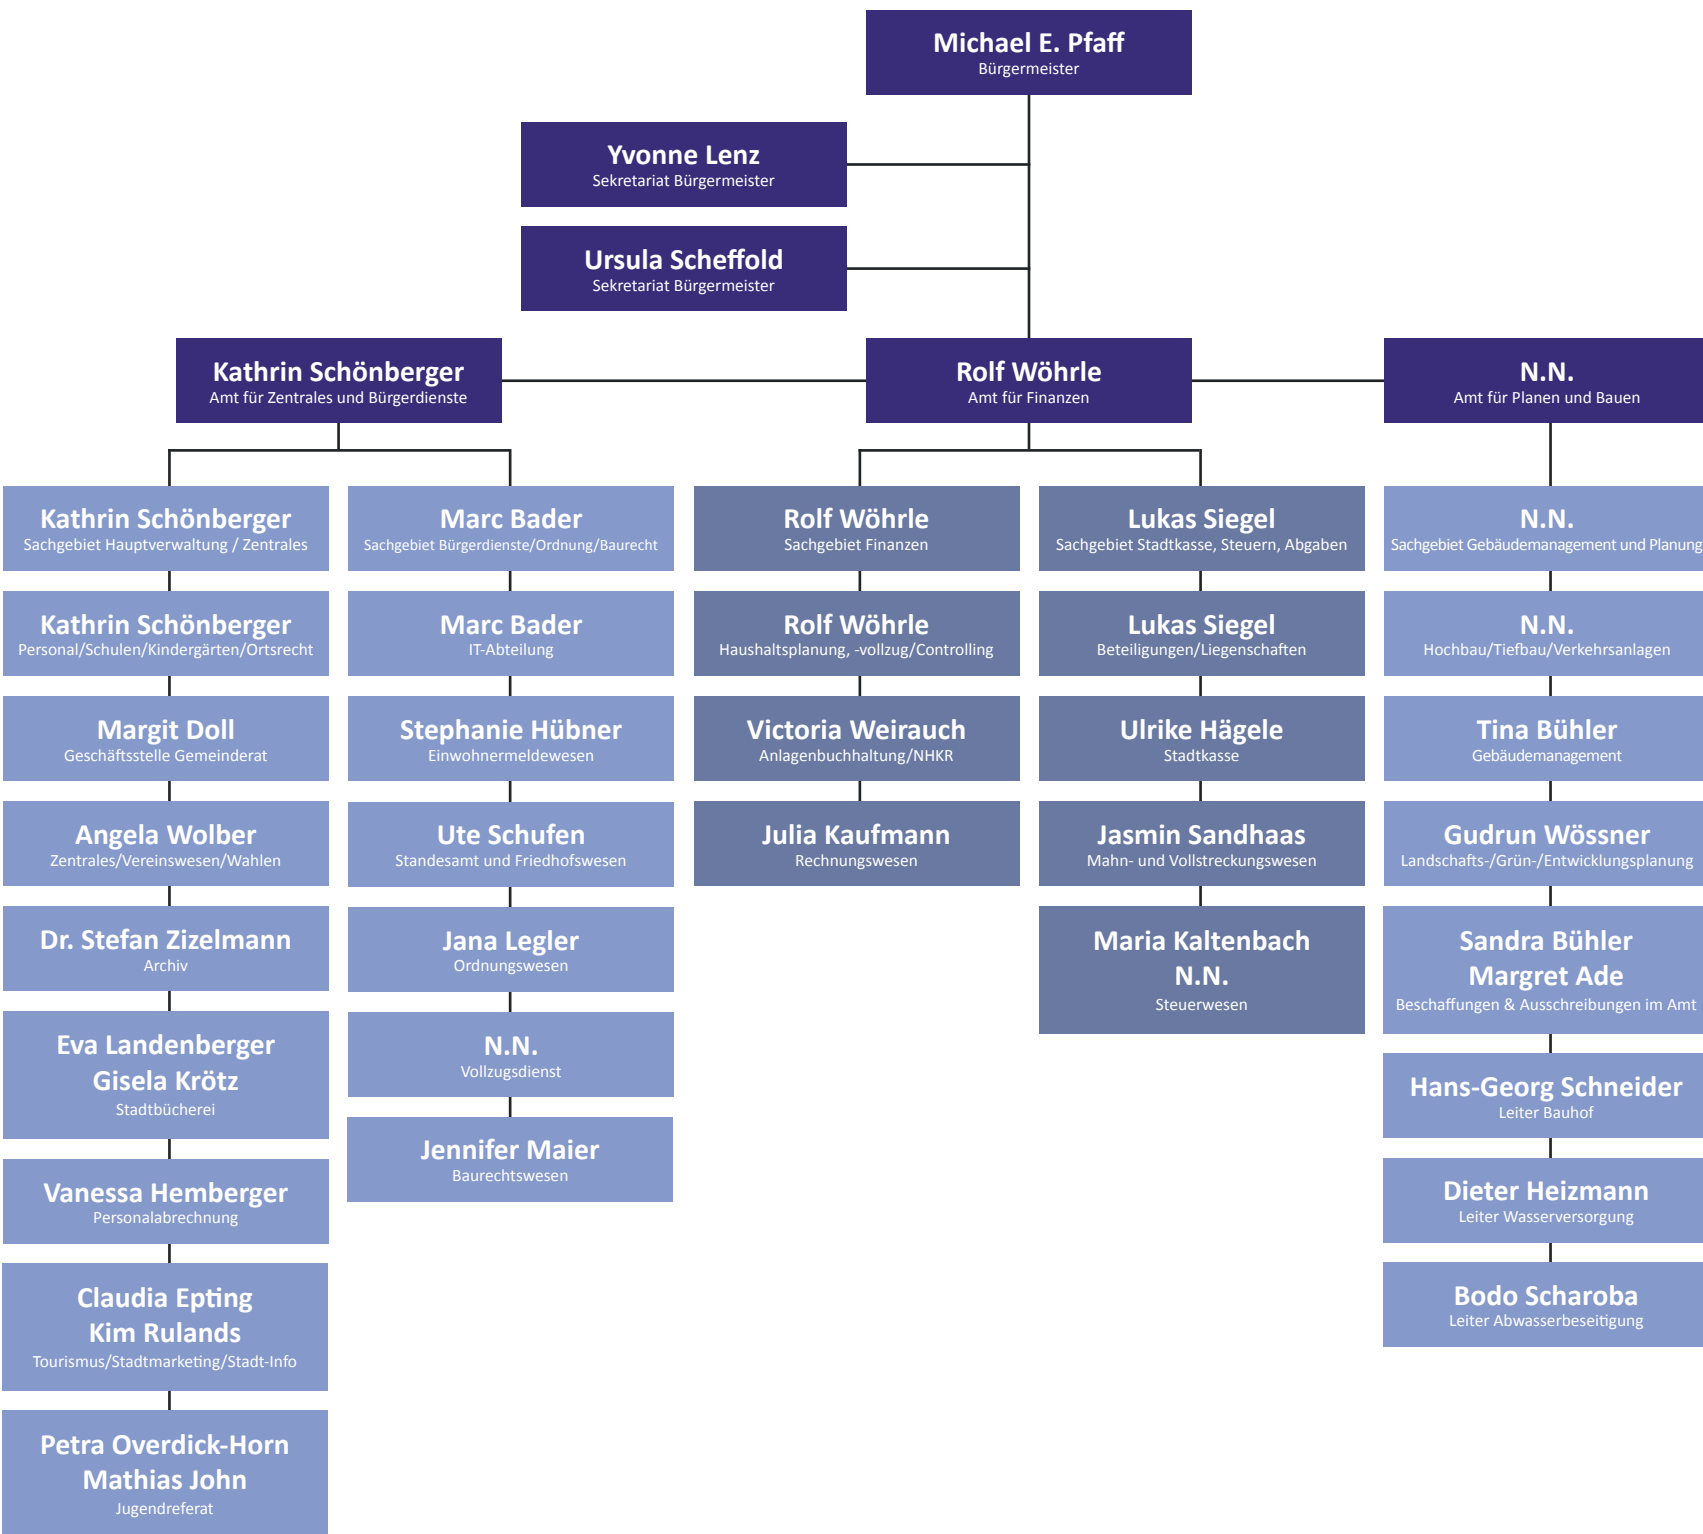 Michael E. Pfaff
Bürgermeister
Yvonne Lenz
Sekretariat Bürgermeister
Ursula Scheffold
Sekretariat Bürgermeister
Kathrin Schönberger
Amt für Zentrales und Bürgerdienste
Rolf Wöhrle
Amt für Finanzen
N.N.
Amt für Planen und Bauen
Kathrin Schönberger
Sachgebiet Hauptverwaltung / Zentrales
Kathrin Schönberger
Personal/Schulen/Kindergärten/Ortsrecht
Margit Doll
Geschäftsstelle Gemeinderat
Angela Wolber
Zentrales/Vereinswesen/Wahlen
Dr. Stefan Zizelmann
Archiv
Eva Landenberger
Gisela Krötz
Stadtbücherei
Vanessa Hemberger
Personalabrechnung
Claudia Epting
Kim Rulands
Tourismus/Stadtmarketing/Stadt-Info
Petra Overdick-Horn
Mathias John
Jugendreferat
Marc Bader
Sachgebiet Bürgerdienste/Ordnung/Baurecht
Marc Bader
IT-Abteilung
Stephanie Hübner
Einwohnermeldewesen
Ute Schufen
Standesamt und Friedhofswesen
Jana Legler
Ordnungswesen
N.N.
Vollzugsdienst
Jennifer Maier
Baurechtswesen
Rolf Wöhrle
Sachgebiet Finanzen
Rolf Wöhrle
Haushaltsplanung, -vollzug/Controlling
Victoria Weirauch
Anlagenbuchhaltung/NHKR
Julia Kaufmann
Rechnungswesen
Lukas Siegel
Sachgebiet Stadtkasse, Steuern, Abgaben
Lukas Siegel
Beteiligungen/Liegenschaften
Ulrike Hägele
Stadtkasse
Jasmin Sandhaas
Mahn- und Vollstreckungswesen
Maria Kaltenbach
N.N.
Steuerwesen
N.N.
Sachgebiet Gebäudemanagement und Planung
N.N.
Hochbau/Tiefbau/Verkehrsanlagen
Tina Bühler
Gebäudemanagement
Gudrun Wössner
Landschafts-/Grün-/Entwicklungsplanung
Sandra Bühler
Margret Ade
Beschaffungen & Ausschreibungen im Amt
Hans-Georg Schneider
Leiter Bauhof
Dieter Heizmann
Leiter Wasserversorgung
Bodo Scharoba
Leiter Abwasserbeseitigung